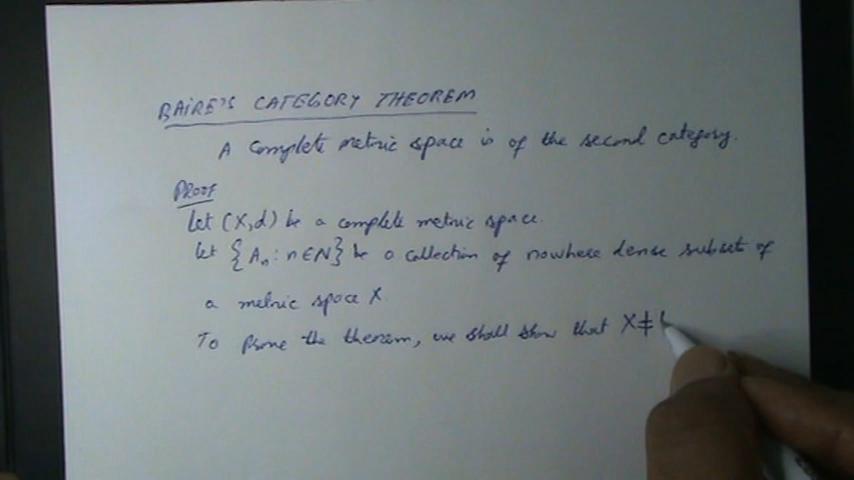 BAIRE'S CATEGORY THEOREM
A Complete metric space is of the second category.
PROOF
Let (X,d) be a complete metric space.
Let {Aₙ : n∈N} be a collection of nowhere dense subset of
a metric space X
To prove the theorem, we shall show that X≠